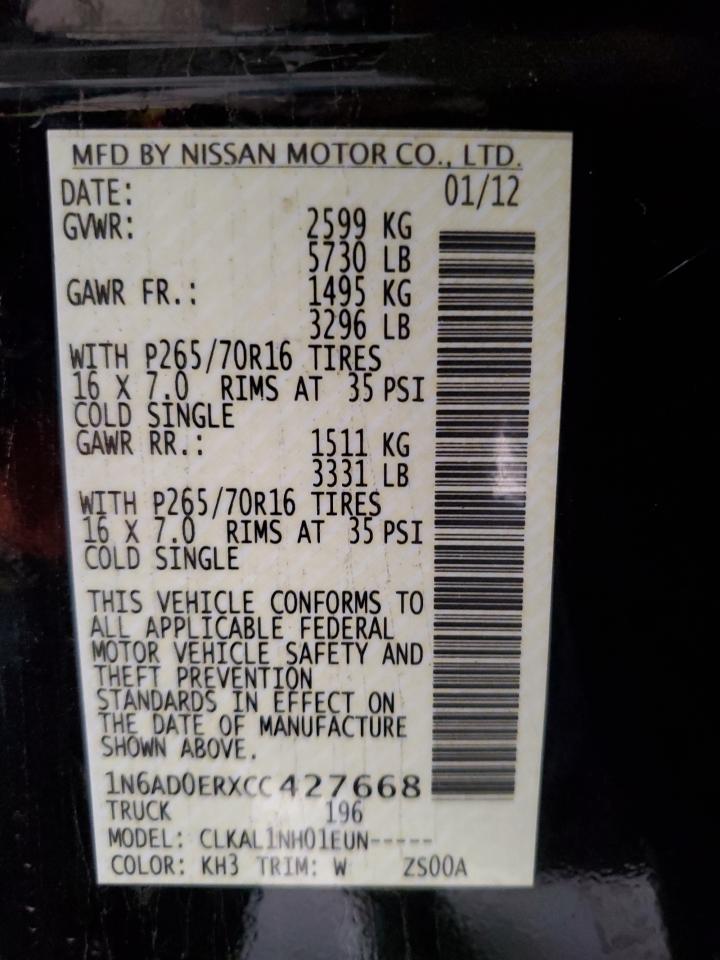 MFD BY NISSAN MOTOR CO., LTD.
DATE: 01/12
GVWR: 2599 KG
5730 LB
GAWR FR.: 1495 KG
3296 LB
WITH P265/70R16 TIRES
16 X 7.0 RIMS AT 35 PSI
COLD SINGLE
GAWR RR.: 1511 KG
3331 LB
WITH P265/70R16 TIRES
16 X 7.0 RIMS AT 35 PSI
COLD SINGLE
THIS VEHICLE CONFORMS TO
ALL APPLICABLE FEDERAL
MOTOR VEHICLE SAFETY AND
THEFT PREVENTION
STANDARDS IN EFFECT ON
THE DATE OF MANUFACTURE
SHOWN ABOVE.
1N6AD0ERXCC427668
TRUCK 196
MODEL: CLKAL1NH01EUN-----
COLOR: KH3 TRIM: W ZS00A